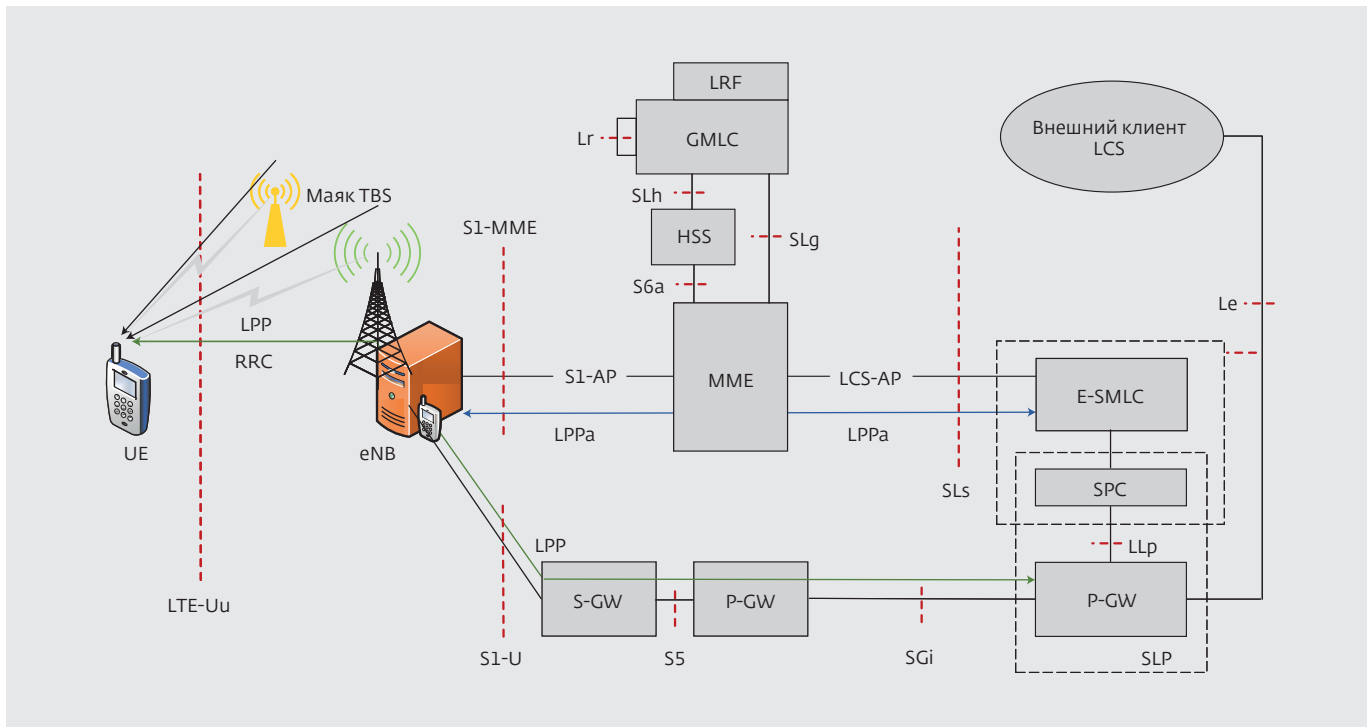 LRF
GMLC
Lr
Внешний клиент
LCS
Маяк TBS
SLh
S1-MME
HSS
SLg
S6a
Le
LPP
RRC
S1-AP
MME
LCS-AP
E-SMLC
LPPa
LPPa
UE
eNB
SLs
SPC
LPP
LLp
S-GW
P-GW
P-GW
LTE-Uu
S1-U
S5
SGi
SLP